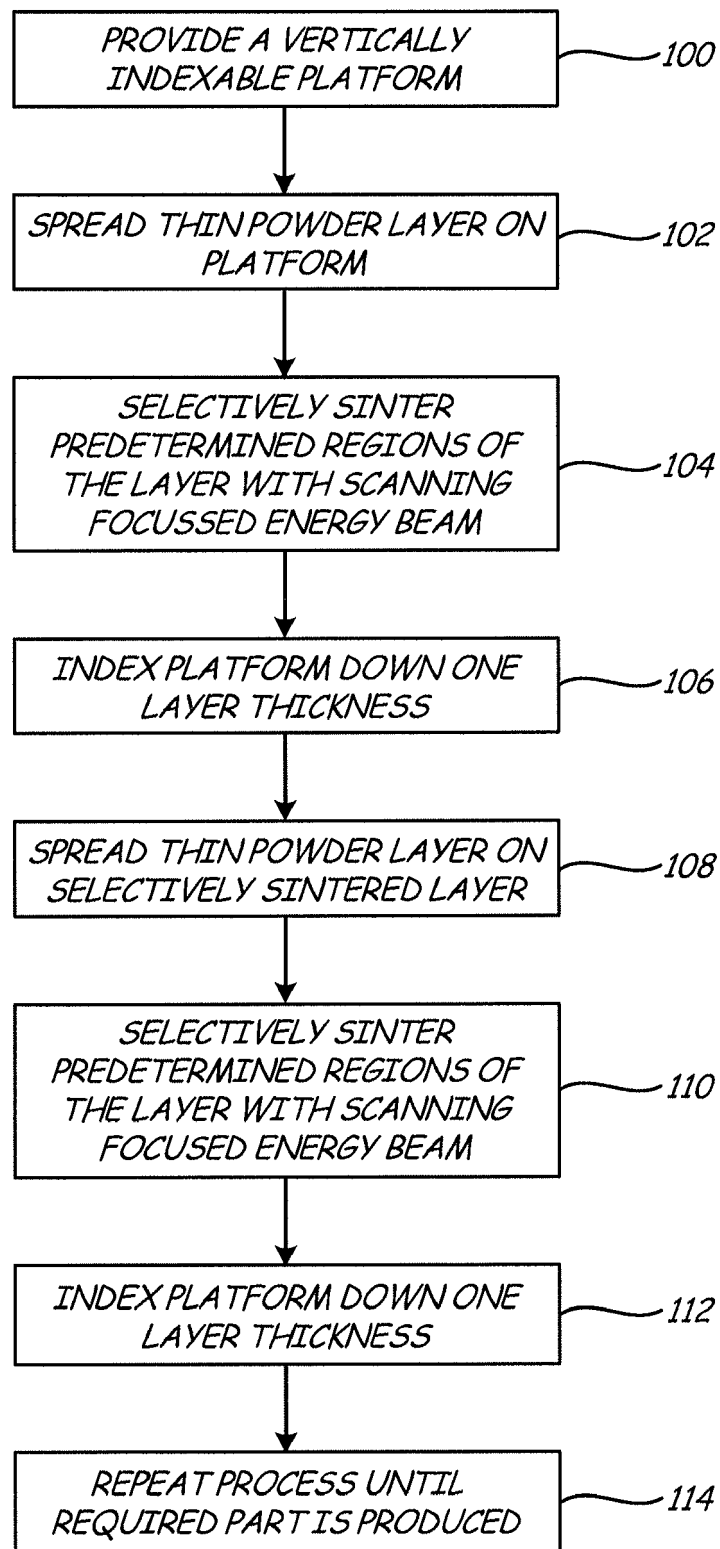 PROVIDE A VERTICALLY
INDEXABLE PLATFORM
100
SPREAD THIN POWDER LAYER ON
PLATFORM
102
SELECTIVELY SINTER
PREDETERMINED REGIONS OF
THE LAYER WITH SCANNING
FOCUSSED ENERGY BEAM
104
INDEX PLATFORM DOWN ONE
LAYER THICKNESS
106
SPREAD THIN POWDER LAYER ON
SELECTIVELY SINTERED LAYER
108
SELECTIVELY SINTER
PREDETERMINED REGIONS OF
THE LAYER WITH SCANNING
FOCUSED ENERGY BEAM
110
INDEX PLATFORM DOWN ONE
LAYER THICKNESS
112
REPEAT PROCESS UNTIL
REQUIRED PART IS PRODUCED
114